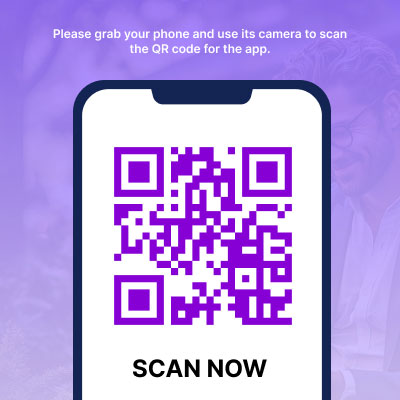 Please grab your phone and use its camera to scan
the QR code for the app.
SCAN NOW